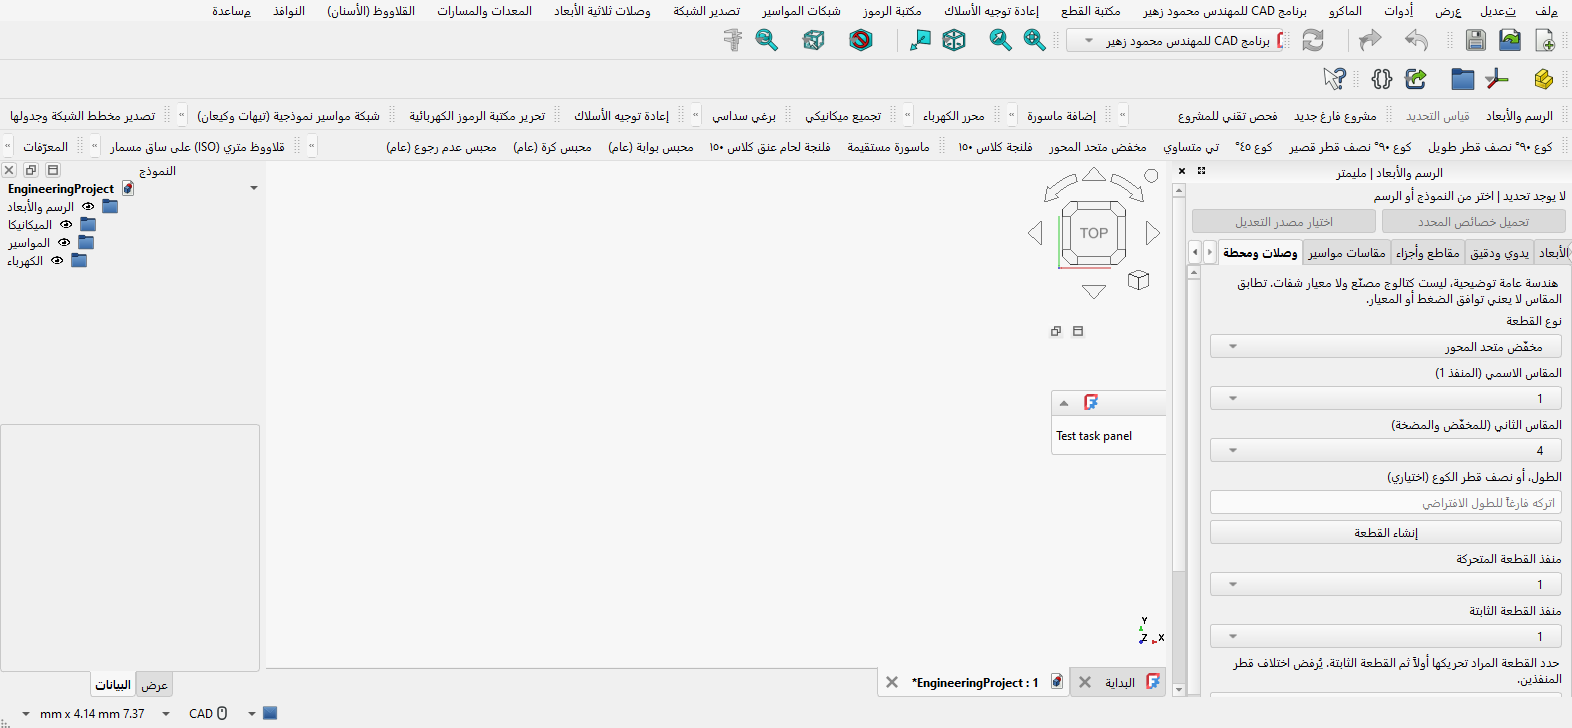 ملف تعديل عرض أدوات الماكرو برنامج CAD للمهندس محمود زهير مكتبة القطع إعادة توجيه الأسلاك مكتبة الرموز شبكات المواسير تصدير الشبكة وصلات ثلاثية الأبعاد المعدات والمسارات القلاووظ (الأسنان) النوافذ مساعدة
برنامج CAD للمهندس محمود زهير
الرسم والأبعاد قياس التحديد مشروع فارغ جديد فحص تقني للمشروع » إضافة ماسورة » محرر الكهرباء » تجميع ميكانيكي برغي سداسي » إعادة توجيه الأسلاك تحرير مكتبة الرموز الكهربائية شبكة مواسير نموذجية (تيهات وكيعان) » تصدير مخطط الشبكة وجدولها
كوع ٩٠° نصف قطر طويل كوع ٩٠° نصف قطر قصير كوع ٤٥° تي متساوي مخفض متحد المحور فلنجة كلاس ١٥٠ ماسورة مستقيمة فلنجة لحام عنق كلاس ١٥٠ محبس بوابة (عام) محبس كرة (عام) محبس عدم رجوع (عام) » قلاووظ متري (ISO) على ساق مسمار » المعرّفات »
النموذج
EngineeringProject
الرسم والأبعاد
الميكانيكا
المواسير
الكهرباء
عرض البيانات
TOP
Test task panel
Y
Z X
البداية
EngineeringProject : 1*
الرسم والأبعاد | مليمتر
لا يوجد تحديد | اختر من النموذج أو الرسم
تحميل خصائص المحدد اختيار مصدر التعديل
الأبعاد يدوي ودقيق مقاطع وأجزاء مقاسات مواسير وصلات ومحطة
هندسة عامة توضيحية، ليست كتالوج مصنّع ولا معيار شفات. تطابق
المقاس لا يعني توافق الضغط أو المعيار.
نوع القطعة
مخفّض متحد المحور
المقاس الاسمي (المنفذ 1)
1
المقاس الثاني (للمخفّض والمضخة)
4
الطول، أو نصف قطر الكوع (اختياري)
اتركه فارغاً للطول الافتراضي
إنشاء القطعة
منفذ القطعة المتحركة
1
منفذ القطعة الثابتة
1
حدد القطعة المراد تحريكها أولاً ثم القطعة الثابتة. يُرفض اختلاف قطر
المنفذين.
CAD
mm x 4.14 mm 7.37